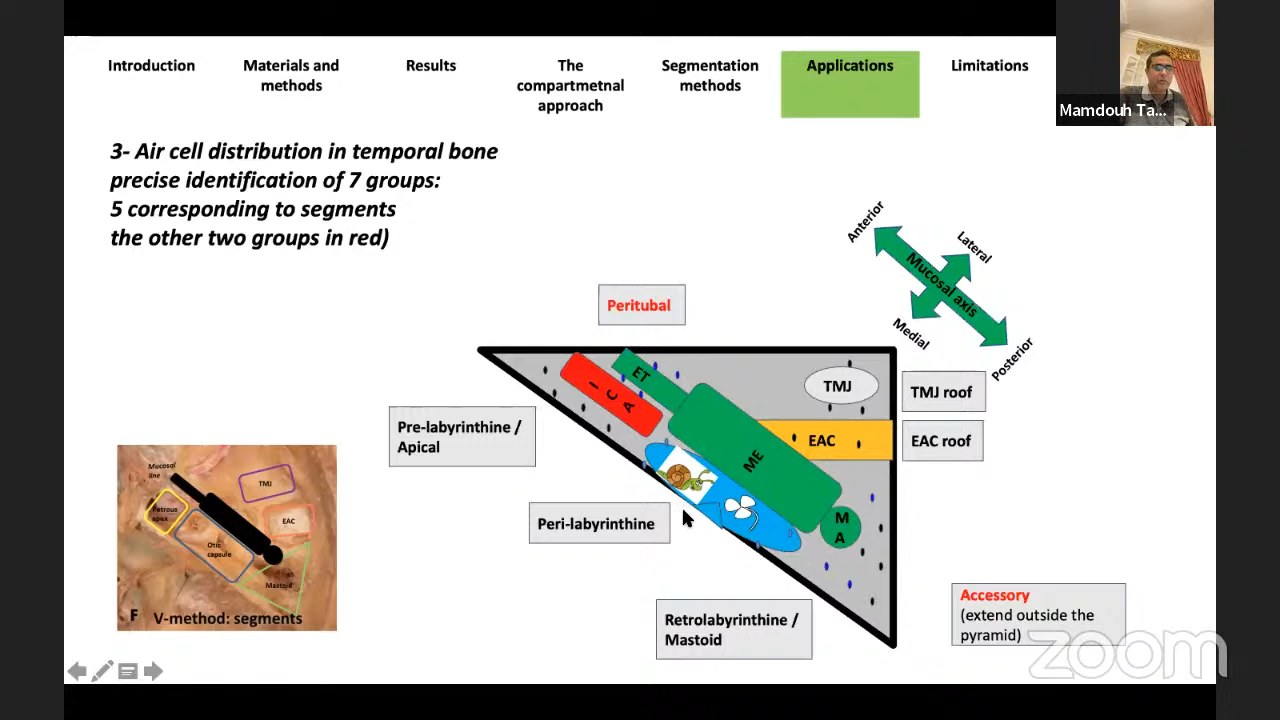 Introduction
Materials and
methods
Results
The
compartmetnal
approach
Segmentation
methods
Applications
Limitations
Mamdouh Ta...
3- Air cell distribution in temporal bone
precise identification of 7 groups:
5 corresponding to segments
the other two groups in red)
Anterior
Lateral
Mucosal axis
Medial
Posterior
Peritubal
ET
ICA
TMJ
TMJ roof
Pre-labyrinthine /
Apical
EAC
EAC roof
ME
Peri-labyrinthine
M
A
Retrolabyrinthine /
Mastoid
Accessory
(extend outside the
pyramid)
Mucosal
line
TMJ
Petrous
apex
EAC
Otic
capsule
Mastoid
F V-method: segments
zoom